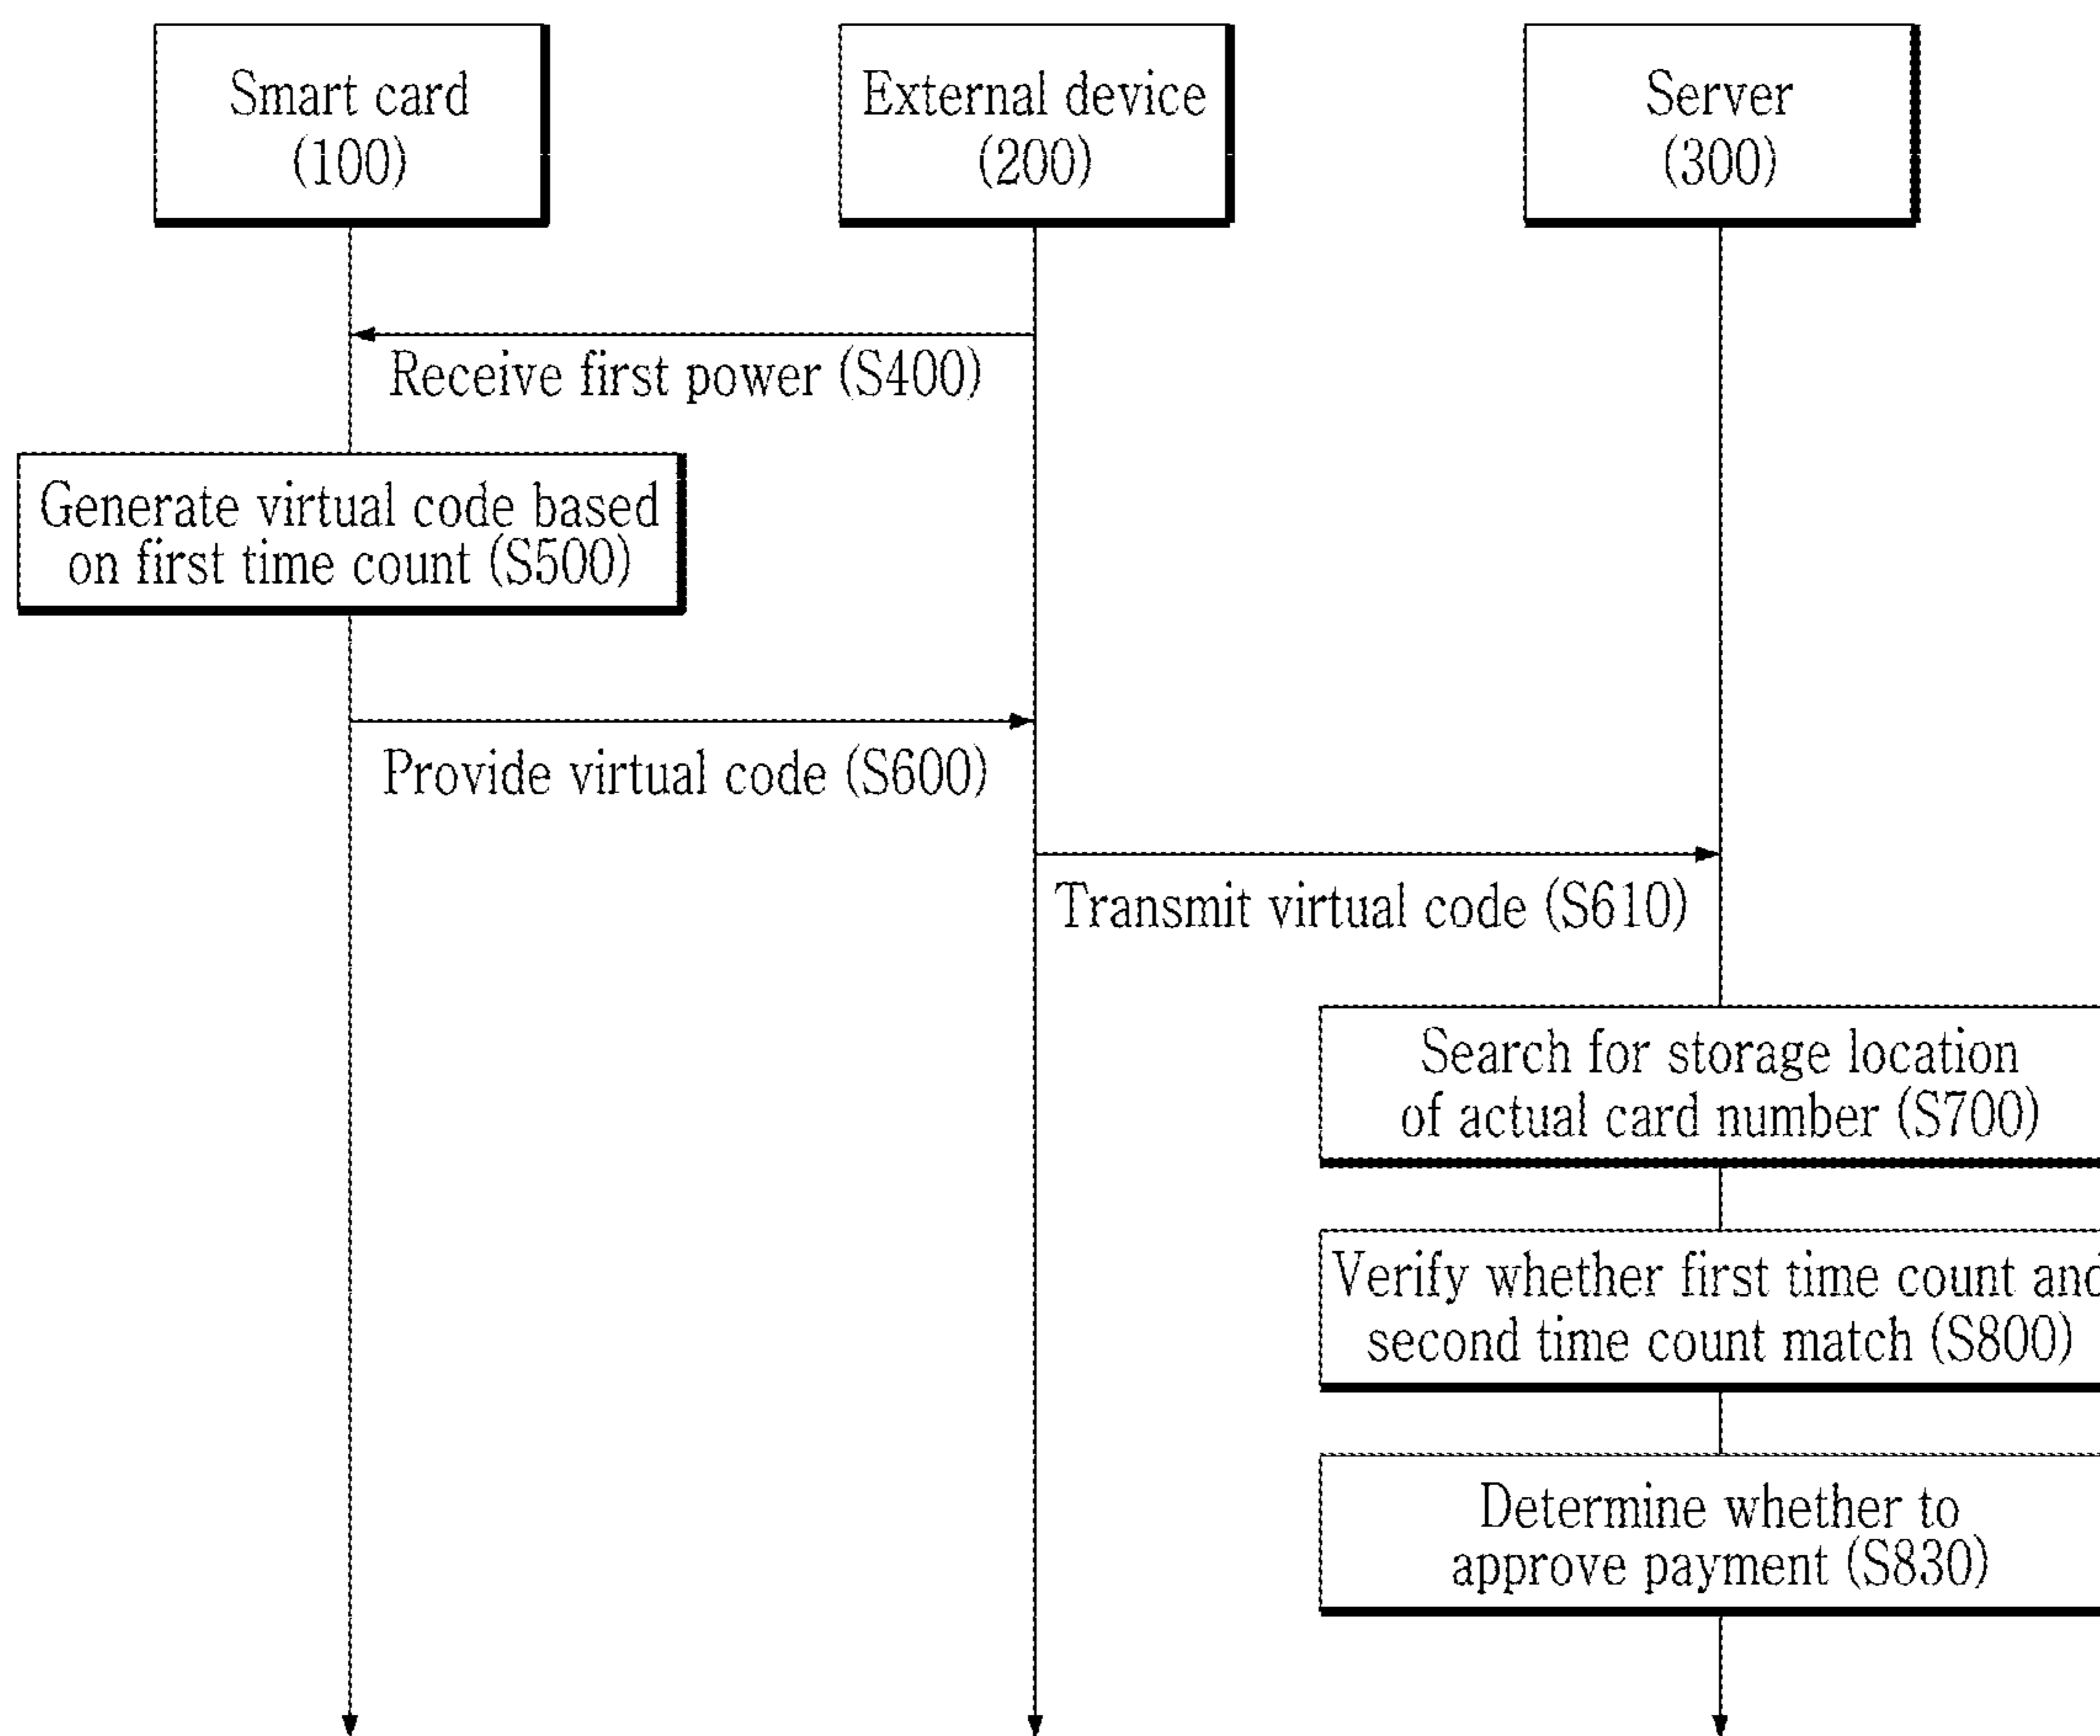 Smart card
(100)
External device
(200)
Server
(300)
Receive first power (S400)
Generate virtual code based
on first time count (S500)
Provide virtual code (S600)
Transmit virtual code (S610)
Search for storage location
of actual card number (S700)
Verify whether first time count and
second time count match (S800)
Determine whether to
approve payment (S830)